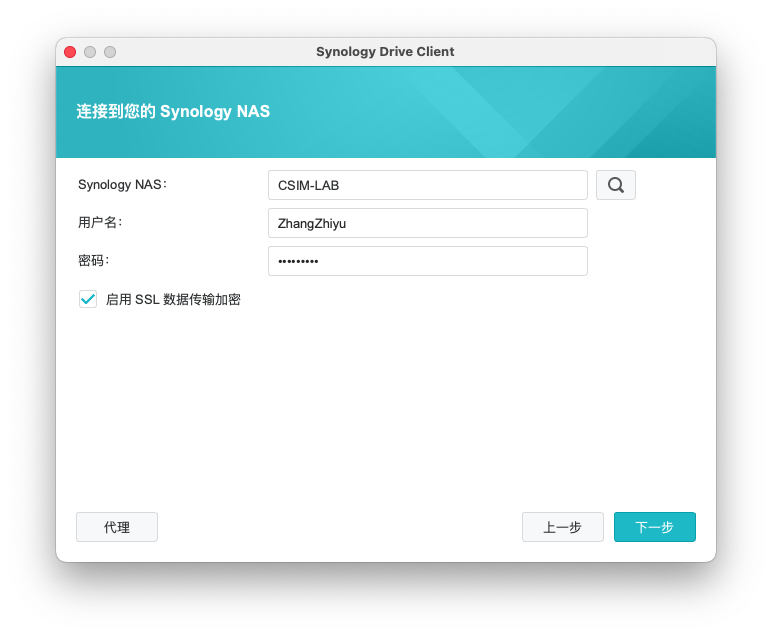 Synology Drive Client
连接到您的 Synology NAS
Synology NAS:
CSIM-LAB
用户名:
ZhangZhiyu
密码:
•••••••••
启用 SSL 数据传输加密
代理
上一步
下一步